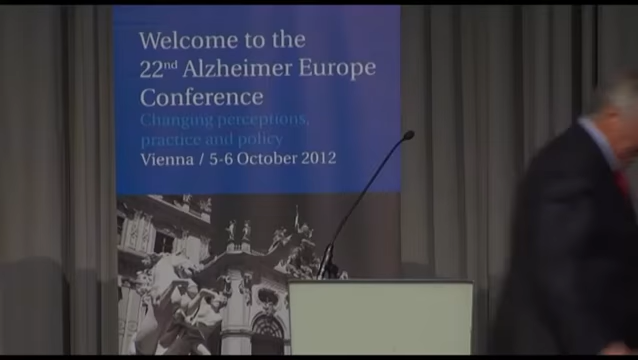 Welcome to the
22nd Alzheimer Europe
Conference
Changing perceptions,
practice and policy
Vienna / 5-6 October 2012